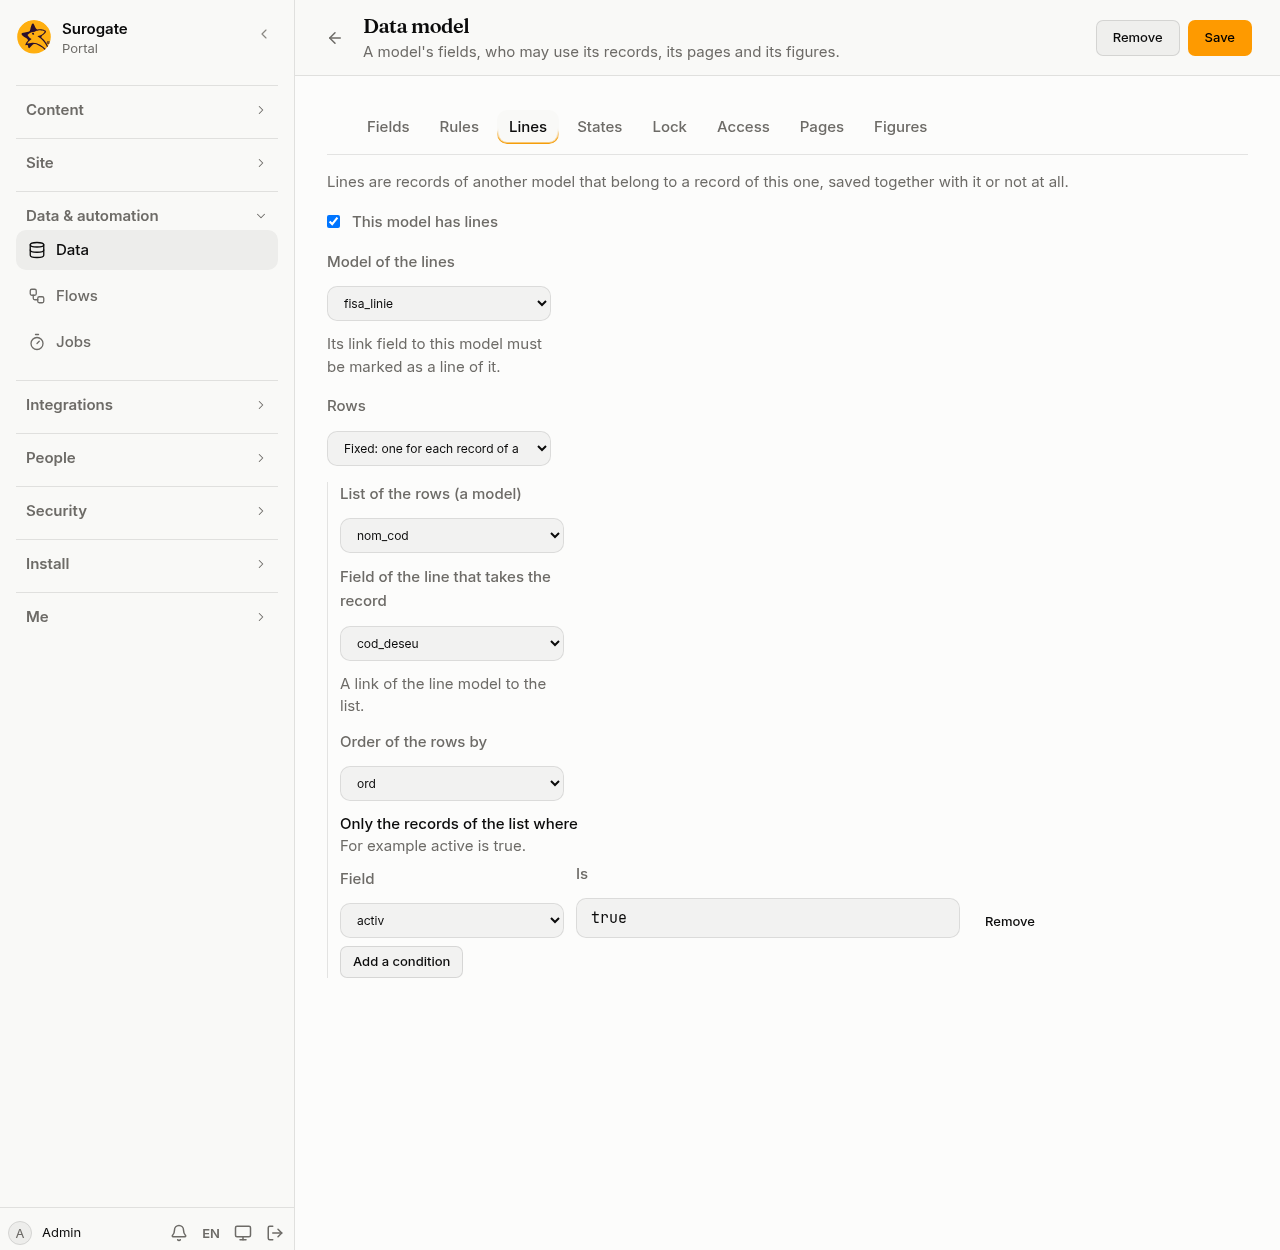 Surogate
Portal
Content
Site
Data & automation
Data
Flows
Jobs
Integrations
People
Security
Install
Me
A
Admin
EN
Data model
A model's fields, who may use its records, its pages and its figures.
Remove
Save
Fields
Rules
Lines
States
Lock
Access
Pages
Figures
Lines are records of another model that belong to a record of this one, saved together with it or not at all.
This model has lines
Model of the lines
fisa_linie
Its link field to this model must
be marked as a line of it.
Rows
Fixed: one for each record of a
List of the rows (a model)
nom_cod
Field of the line that takes the
record
cod_deseu
A link of the line model to the
list.
Order of the rows by
ord
Only the records of the list where
For example active is true.
Field
Is
activ
true
Remove
Add a condition